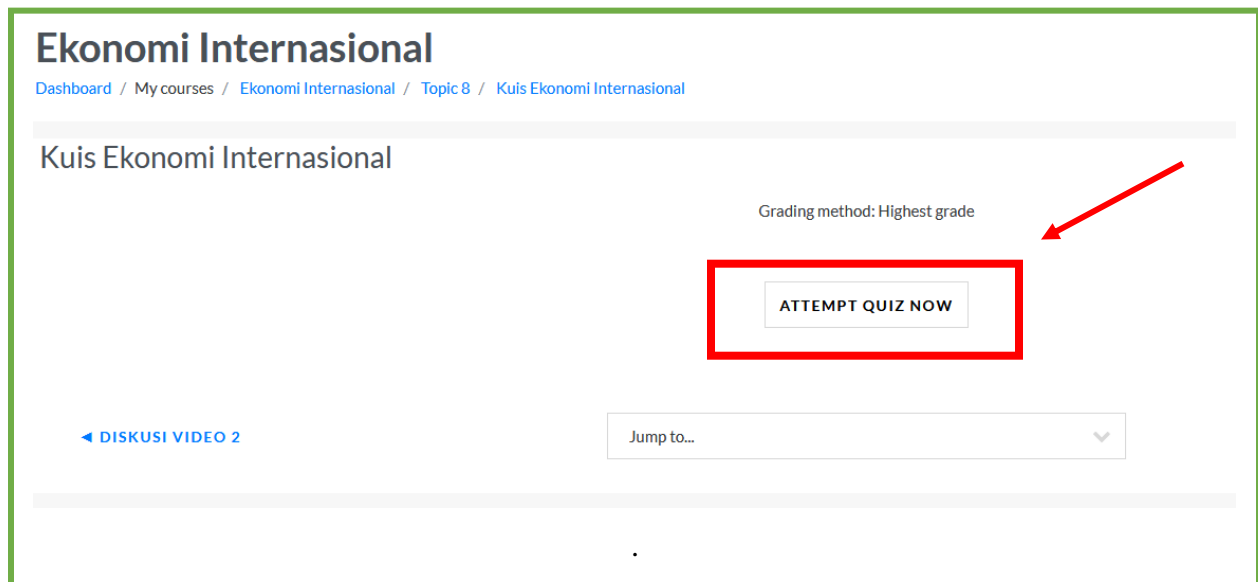 Ekonomi Internasional
Dashboard / My courses / Ekonomi Internasional / Topic 8 / Kuis Ekonomi Internasional
Kuis Ekonomi Internasional
Grading method: Highest grade
ATTEMPT QUIZ NOW
◄ DISKUSI VIDEO 2
Jump to...
.